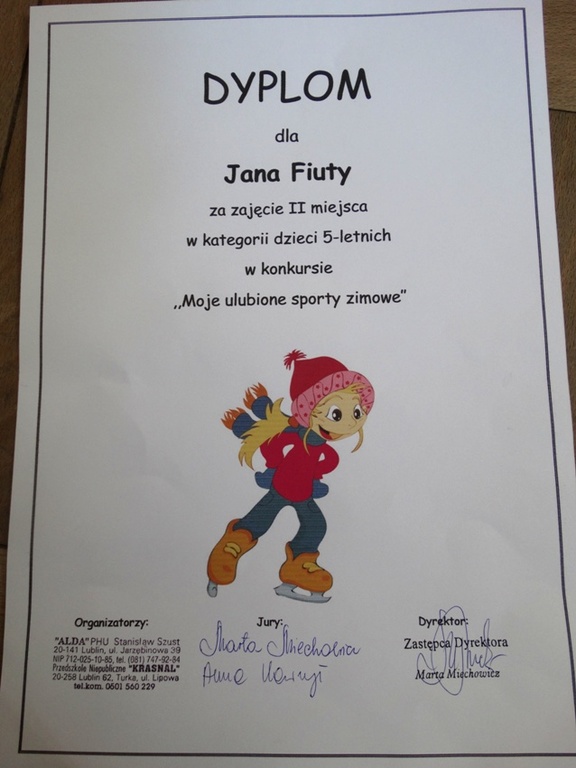 DYPLOM
dla
Jana Fiuty
za zajęcie II miejsca
w kategorii dzieci 5-letnich
w konkursie
,,Moje ulubione sporty zimowe”
Organizatorzy:
"ALDA" PHU Stanisław Szust
20-141 Lublin, ul. Jarzębinowa 39
NIP 712-025-10-85, tel. (081) 747-92-84
Przedszkole Niepubliczne "KRASNAL"
20-258 Lublin 62, Turka, ul. Lipowa
tel.kom. 0601 560 229
Jury:
Marta Miechowicz
Anna
Dyrektor:
Zastępca Dyrektora
Marta Miechowicz